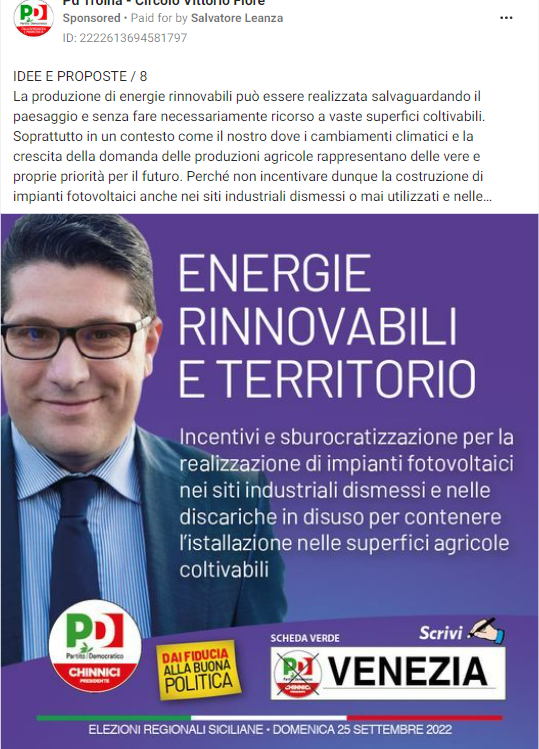 Pd Troina - Circolo Vittorio Fiore
Sponsored • Paid for by Salvatore Leanza
ID: 2222613694581797
IDEE E PROPOSTE / 8
La produzione di energie rinnovabili può essere realizzata salvaguardando il
paesaggio e senza fare necessariamente ricorso a vaste superfici coltivabili.
Soprattutto in un contesto come il nostro dove i cambiamenti climatici e la
crescita della domanda delle produzioni agricole rappresentano delle vere e
proprie priorità per il futuro. Perché non incentivare dunque la costruzione di
impianti fotovoltaici anche nei siti industriali dismessi o mai utilizzati e nelle...
ENERGIE
RINNOVABILI
E TERRITORIO
Incentivi e sburocratizzazione per la
realizzazione di impianti fotovoltaici
nei siti industriali dismessi e nelle
discariche in disuso per contenere
l'istallazione nelle superfici agricole
coltivabili
PD
Partito Democratico
CHINNICI
PRESIDENTE
DAI FIDUCIA
ALLA BUONA
POLITICA
SCHEDA VERDE
Scrivi
PD
Partito Democratico
CHINNICI
PRESIDENTE
VENEZIA
ELEZIONI REGIONALI SICILIANE • DOMENICA 25 SETTEMBRE 2022